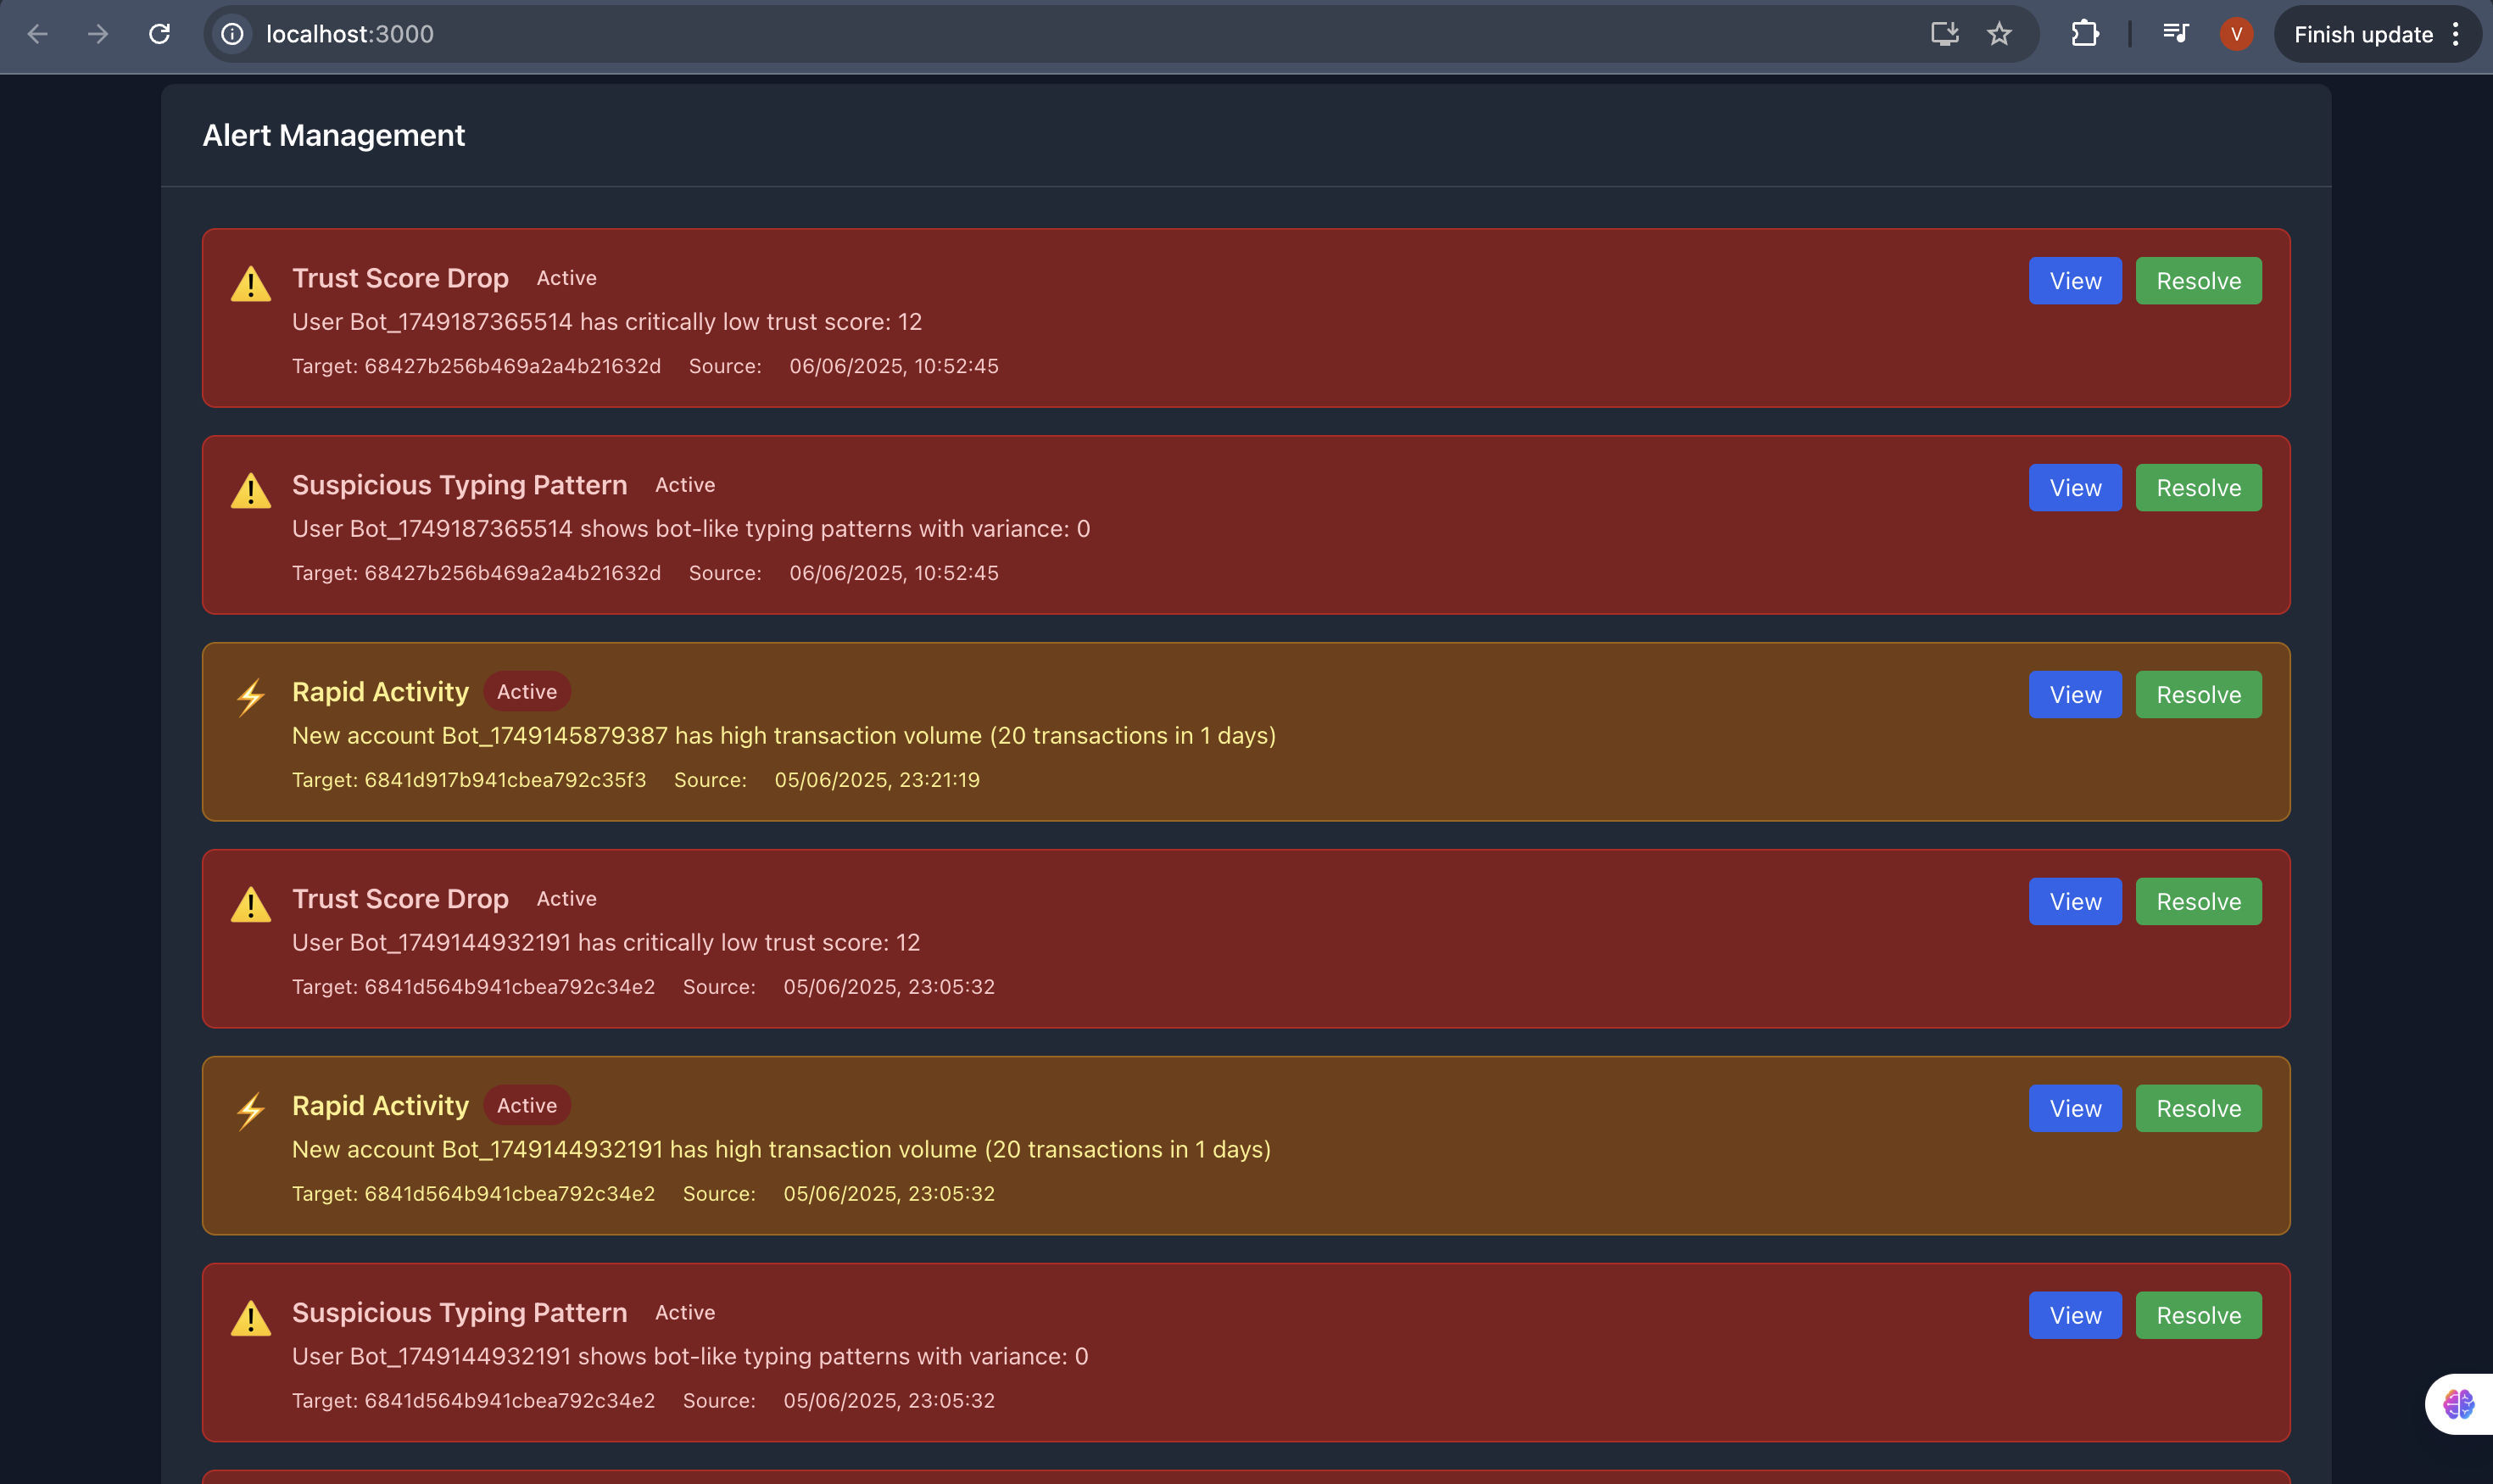 localhost:3000
V
Finish update
Alert Management
Trust Score Drop Active
View Resolve
User Bot_1749187365514 has critically low trust score: 12
Target: 68427b256b469a2a4b21632d Source: 06/06/2025, 10:52:45
Suspicious Typing Pattern Active
View Resolve
User Bot_1749187365514 shows bot-like typing patterns with variance: 0
Target: 68427b256b469a2a4b21632d Source: 06/06/2025, 10:52:45
Rapid Activity Active
View Resolve
New account Bot_1749145879387 has high transaction volume (20 transactions in 1 days)
Target: 6841d917b941cbea792c35f3 Source: 05/06/2025, 23:21:19
Trust Score Drop Active
View Resolve
User Bot_1749144932191 has critically low trust score: 12
Target: 6841d564b941cbea792c34e2 Source: 05/06/2025, 23:05:32
Rapid Activity Active
View Resolve
New account Bot_1749144932191 has high transaction volume (20 transactions in 1 days)
Target: 6841d564b941cbea792c34e2 Source: 05/06/2025, 23:05:32
Suspicious Typing Pattern Active
View Resolve
User Bot_1749144932191 shows bot-like typing patterns with variance: 0
Target: 6841d564b941cbea792c34e2 Source: 05/06/2025, 23:05:32